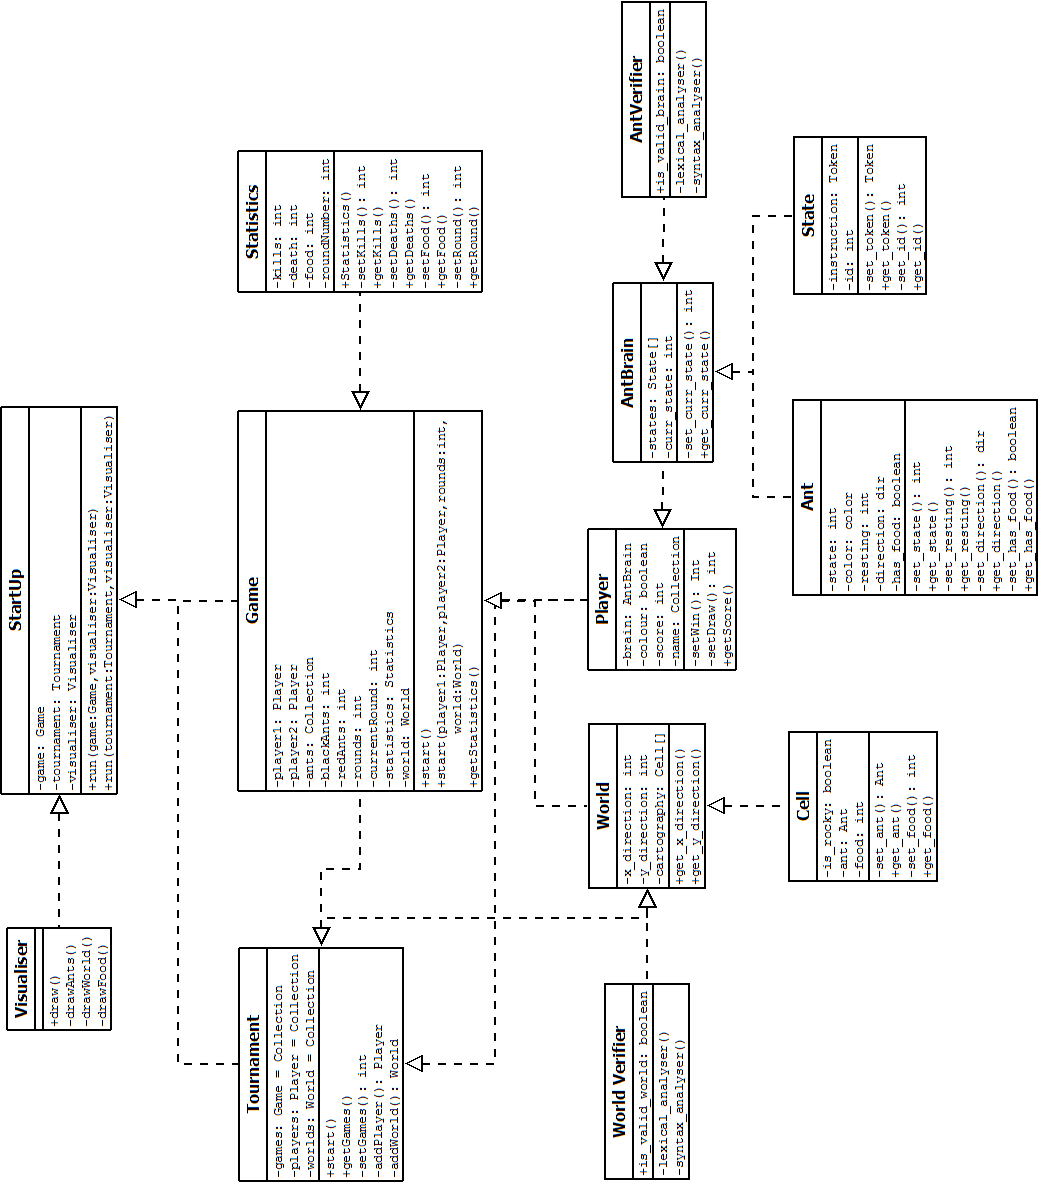 AntVerifier
+is_valid_brain: boolean
-lexical_analyser()
-syntax_analyser()
Statistics
-kills: int
-death: int
-food: int
-roundNumber: int
+Statistics()
-setKills(): int
+getKills()
-setDeaths(): int
+getDeaths()
-setFood(): int
+getFood()
-setRound(): int
+getRound()
State
-instruction: Token
-id: int
-set_token(): Token
+get_token()
-set_id(): int
+get_id()
AntBrain
-states: State[]
-curr_state: int
-set_curr_state(): int
+get_curr_state()
StartUp
-game: Game
-tournament: Tournament
-visualiser: Visualiser
+run(game:Game,visualiser:Visualiser)
+run(tournament:Tournament,visualiser:Visualiser)
Game
-player1: Player
-player2: Player
-ants: Collection
-blackAnts: int
-redAnts: int
-rounds: int
-currentRound: int
-statistics: Statistics
-world: World
+start()
+start(player1:Player,player2:Player,rounds:int,
world:World)
+getStatistics()
Ant
-state: int
-color: color
-resting: int
-direction: dir
-has_food: boolean
-set_state(): int
+get_state()
-set_resting(): int
+get_resting()
-set_direction(): dir
+get_direction()
-set_has_food(): boolean
+get_has_food()
Player
-brain: AntBrain
-colour: boolean
-score: int
-name: Collection
-setWin(): Int
-setDraw(): int
+getScore()
World
-x_direction: int
-y_direction: int
-cartography: Cell[]
+get_x_direction()
+get_y_direction()
Cell
-is_rocky: boolean
-ant: Ant
-food: int
-set_ant(): Ant
+get_ant()
-set_food(): int
+get_food()
Visualiser
+draw()
-drawAnts()
-drawWorld()
-drawFood()
Tournament
-games: Game = Collection
-players: Player = Collection
-worlds: World = Collection
+start()
+getGames()
-setGames(): int
-addPlayer(): Player
-addWorld(): World
World Verifier
+is_valid_world: boolean
-lexical_analyser()
-syntax_analyser()